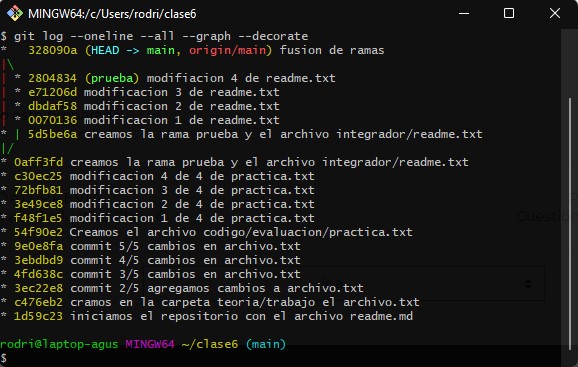 MINGW64:/c/Users/rodri/clase6
$ git log --oneline --all --graph --decorate
*   328090a (HEAD -> main, origin/main) fusion de ramas
|\
| * 2804834 (prueba) modifiacion 4 de readme.txt
| * e71206d modificacion 3 de readme.txt
| * dbdaf58 modificacion 2 de readme.txt
| * 0070136 modificacion 1 de readme.txt
* | 5d5be6a creamos la rama prueba y el archivo integrador/readme.txt
|/
* 0aff3fd creamos la rama prueba y el archivo integrador/readme.txt
* c30ec25 modificacion 4 de 4 de practica.txt
* 72bfb81 modificacion 3 de 4 de practica.txt
* 3e49ce8 modificacion 2 de 4 de practica.txt
* f48f1e5 modificacion 1 de 4 de practica.txt
* 54f90e2 Creamos el archivo codigo/evaluacion/practica.txt
* 9e0e8fa commit 5/5 cambios en archivo.txt
* 3ebdbd9 commit 4/5 cambios en archivo.txt
* 4fd638c commit 3/5 cambios en archivo.txt
* 3ec22e8 commit 2/5 agregamos cambios a archivo.txt
* c476eb2 cramos en la carpeta teoria/trabajo el archivo.txt
* 1d59c23 iniciamos el repositorio con el archivo readme.md
rodri@laptop-agus MINGW64 ~/clase6 (main)
$